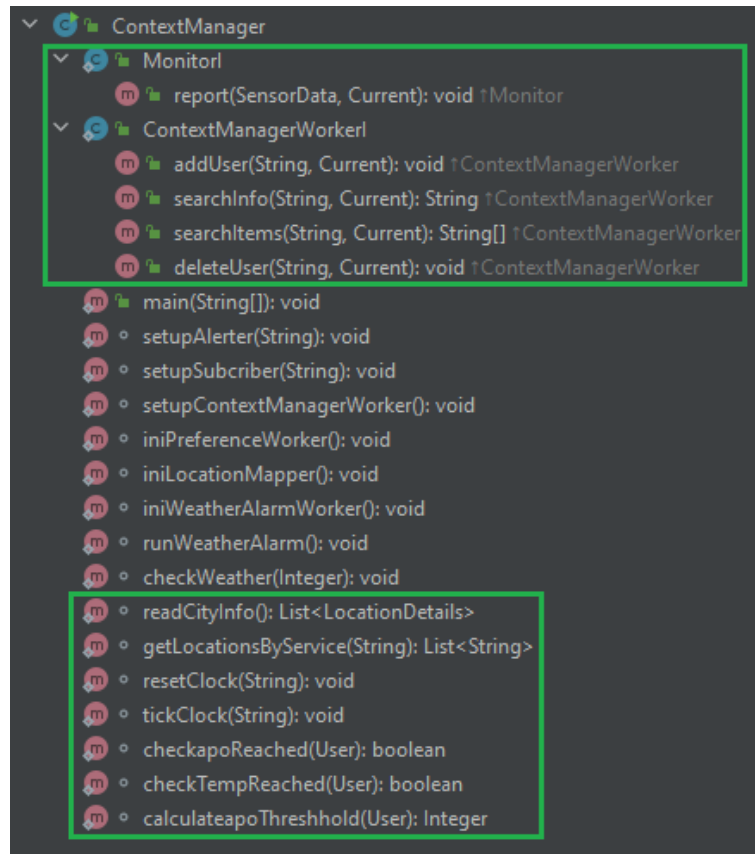 ContextManager
MonitorI
report(SensorData, Current): void ↑Monitor
ContextManagerWorkerI
addUser(String, Current): void ↑ContextManagerWorker
searchInfo(String, Current): String ↑ContextManagerWorker
searchItems(String, Current): String[] ↑ContextManagerWorker
deleteUser(String, Current): void ↑ContextManagerWorker
main(String[]): void
setupAlerter(String): void
setupSubcriber(String): void
setupContextManagerWorker(): void
iniPreferenceWorker(): void
iniLocationMapper(): void
iniWeatherAlarmWorker(): void
runWeatherAlarm(): void
checkWeather(Integer): void
readCityInfo(): List<LocationDetails>
getLocationsByService(String): List<String>
resetClock(String): void
tickClock(String): void
checkapoReached(User): boolean
checkTempReached(User): boolean
calculateapoThreshhold(User): Integer